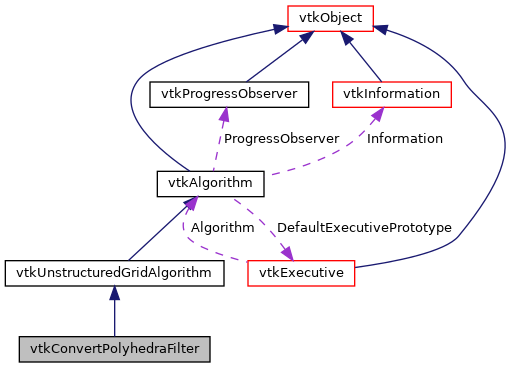 vtkObject
vtkProgressObserver
vtkInformation
ProgressObserver
Information
vtkAlgorithm
Algorithm
DefaultExecutivePrototype
vtkUnstructuredGridAlgorithm
vtkExecutive
vtkConvertPolyhedraFilter